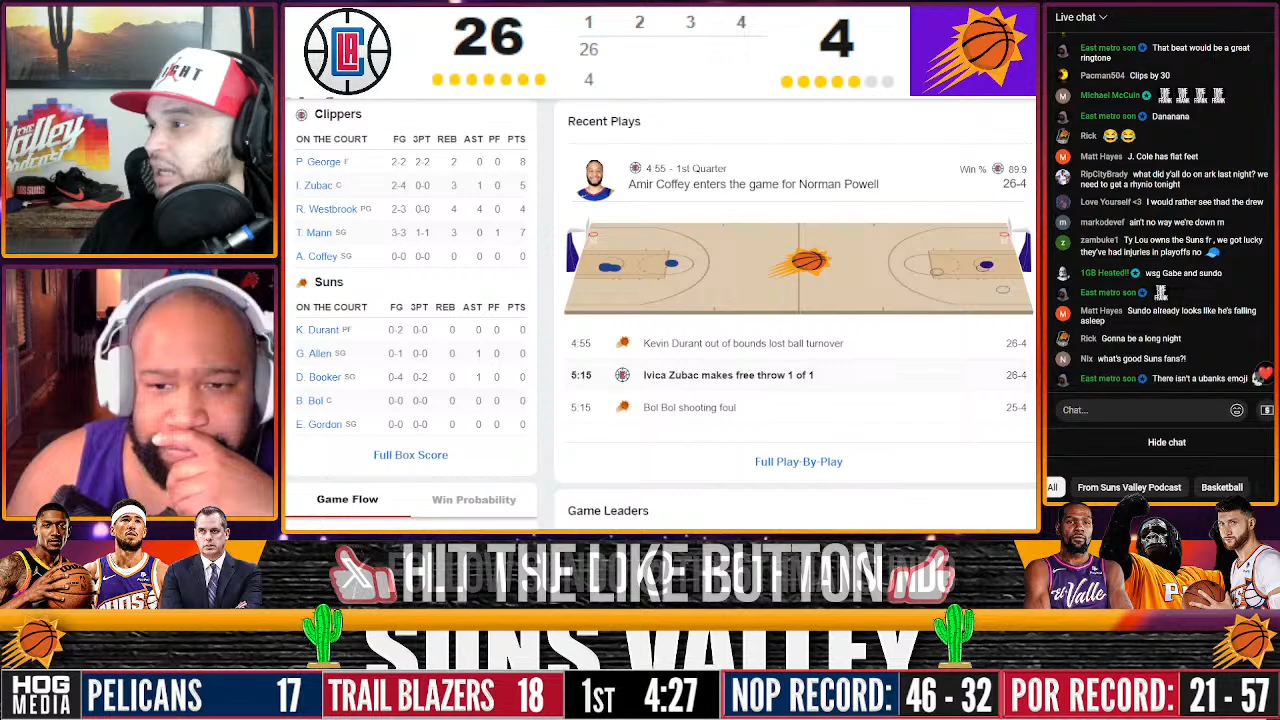 26
1 2 3 4
26
4
4
Clippers
ON THE COURT FG 3PT REB AST PF PTS
P. George F 2-2 2-2 2 0 0 8
I. Zubac C 2-4 0-0 3 1 0 5
R. Westbrook PG 2-3 0-0 4 4 0 4
T. Mann SG 3-3 1-1 3 0 1 7
A. Coffey SG 0-0 0-0 0 0 0 0
Suns
ON THE COURT FG 3PT REB AST PF PTS
K. Durant PF 0-2 0-0 0 0 0 0
G. Allen SG 0-1 0-0 0 1 0 0
D. Booker SG 0-4 0-2 0 1 0 0
B. Bol C 0-0 0-0 0 0 0 0
E. Gordon SG 0-0 0-0 0 0 0 0
Full Box Score
Game Flow Win Probability
Recent Plays
4:55 - 1st Quarter Win % 89.9
Amir Coffey enters the game for Norman Powell 26-4
4:55 Kevin Durant out of bounds lost ball turnover 26-4
5:15 Ivica Zubac makes free throw 1 of 1 26-4
5:15 Bol Bol shooting foul 25-4
Full Play-By-Play
Game Leaders
Live chat
East metro son That beat would be a great
ringtone
Pacman504 Clips by 30
Michael McCuin
East metro son Dananana
Rick 😂😂
Matt Hayes J. Cole has flat feet
RipCityBrady what did y'all do on ark last night? we
need to get a rhynio tonight
Love Yourself <3 I would rather see thad the drew
markodevef ain't no way we're down rn
zambuke1 Ty Lou owns the Suns fr , we got lucky
they've had injuries in playoffs no 🧢
1GB Heated!! wsg Gabe and sundo
East metro son
Matt Hayes Sundo already looks like he's falling
asleep
Rick Gonna be a long night
Nix what's good Suns fans?!
East metro son There isn't a ubanks emoji
Chat...
Hide chat
All From Suns Valley Podcast Basketball
HIT THE LIKE BUTTON
SUNS VALLEY
HOG
MEDIA
PELICANS 17 TRAIL BLAZERS 18 1ST 4:27 NOP RECORD: 46 - 32 POR RECORD: 21 - 57